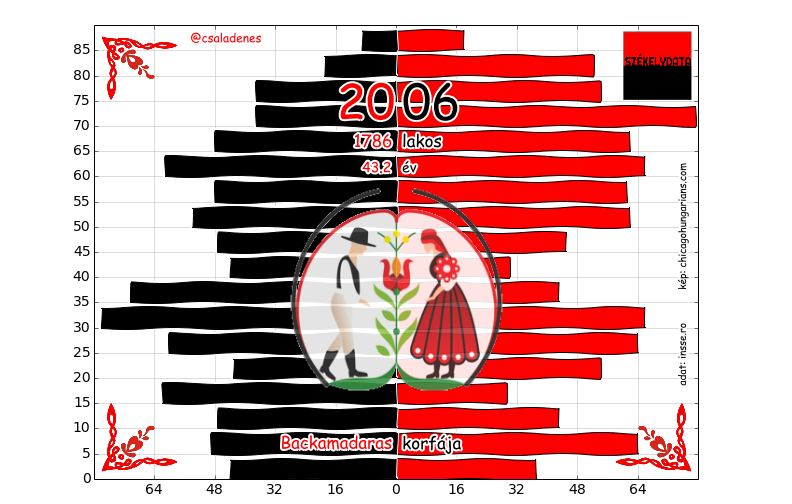 @csaladenes
SZÉKELYDATA
2006
1786 lakos
43,2 év
kép: chicagohungarians.com
adat: insse.ro
Backamadaras korfája
85
80
75
70
65
60
55
50
45
40
35
30
25
20
15
10
5
0
64 48 32 16 0 16 32 48 64